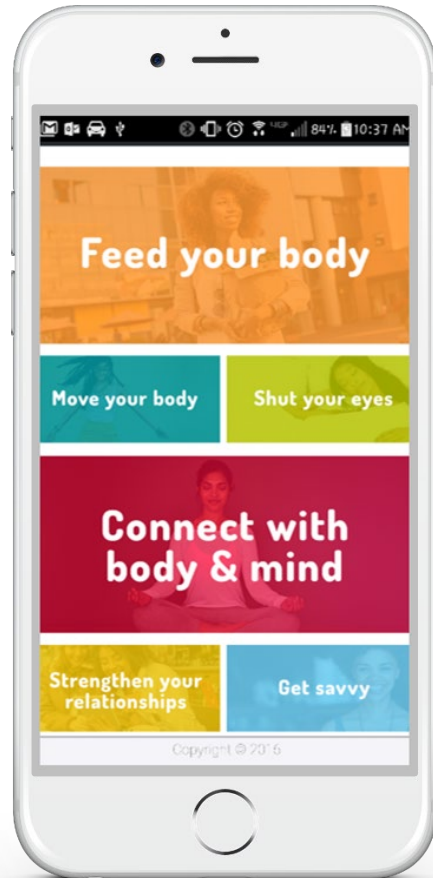 84% 10:37 AM
Feed your body
Move your body
Shut your eyes
Connect with
body & mind
Strengthen your
relationships
Get savvy
Copyright © 2016